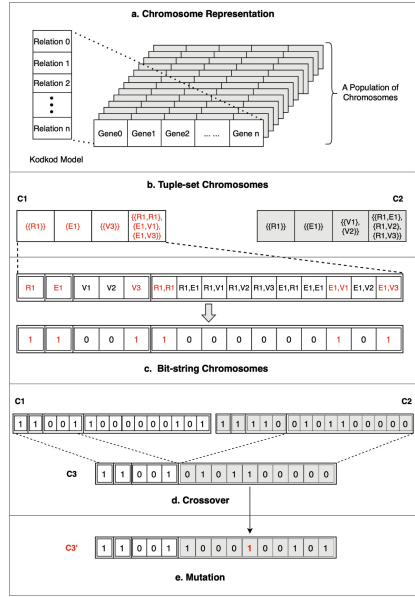 a. Chromosome Representation
Relation 0
Relation 1
Relation 2
Relation n
Gene0 Gene1 Gene2 ... ... Gene n
A Population of
Chromosomes
Kodkod Model
b. Tuple-set Chromosomes
C1 C2
{{R1}} {E1} {{V3}} {{R1,R1}, {E1,V1}, {E1,V3}}
{{R1}} {{E1}} {{V1}, {V2}} {{R1,E1}, {R1,V2}, {R1,V3}}
R1 E1 V1 V2 V3 R1,R1 R1,E1 R1,V1 R1,V2 R1,V3 E1,R1 E1,E1 E1,V1 E1,V2 E1,V3
1 1 0 0 1 1 0 0 0 0 0 0 1 0 1
c. Bit-string Chromosomes
C1 C2
1 1 0 0 1 1 0 0 0 0 0 0 1 0 1 1 1 1 1 0 0 1 0 1 1 0 0 0 0 0
C3 1 1 0 0 1 0 1 0 1 1 0 0 0 0 0
d. Crossover
C3' 1 1 0 0 1 1 0 0 0 1 0 0 1 0 1
e. Mutation